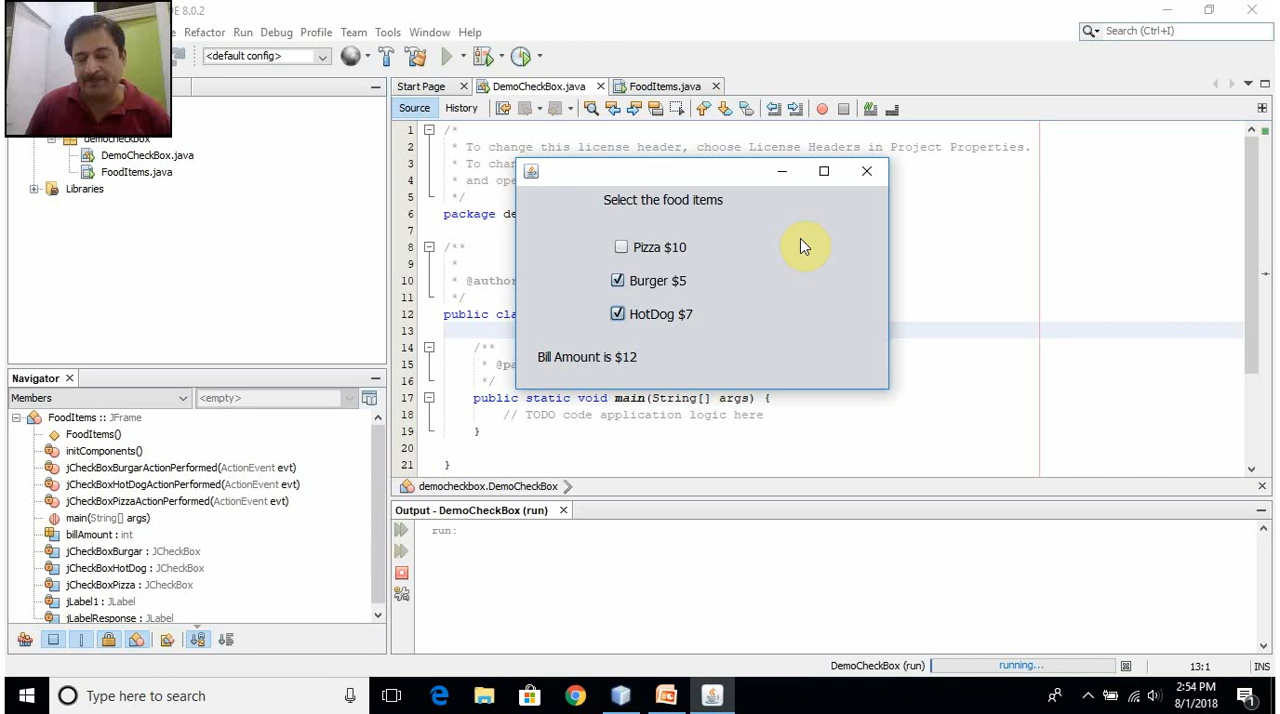 DE 8.0.2
Refactor Run Debug Profile Team Tools Window Help
Search (Ctrl+I)
<default config>
Start Page DemoCheckBox.java FoodItems.java
Source History
democheckbox
DemoCheckBox.java
FoodItems.java
Libraries
1 /*
2 * To change this license header, choose License Headers in Project Properties.
3 * To chan
4 * and ope
5 */
6 package de
7
8 /**
9 *
10 * @author
11 */
12 public cla
13
14 /**
15 * @pa
16 */
17 public static void main(String[] args) {
18 // TODO code application logic here
19 }
20
21 }
Select the food items
Pizza $10
Burger $5
HotDog $7
Bill Amount is $12
democheckbox.DemoCheckBox
Navigator
Members <empty>
FoodItems :: JFrame
FoodItems()
initComponents()
jCheckBoxBurgarActionPerformed(ActionEvent evt)
jCheckBoxHotDogActionPerformed(ActionEvent evt)
jCheckBoxPizzaActionPerformed(ActionEvent evt)
main(String[] args)
billAmount : int
jCheckBoxBurgar : JCheckBox
jCheckBoxHotDog : JCheckBox
jCheckBoxPizza : JCheckBox
jLabel1 : JLabel
jLabelResponse : JLabel
Output - DemoCheckBox (run)
run:
DemoCheckBox (run) running... 13:1 INS
Type here to search
2:54 PM
8/1/2018
1